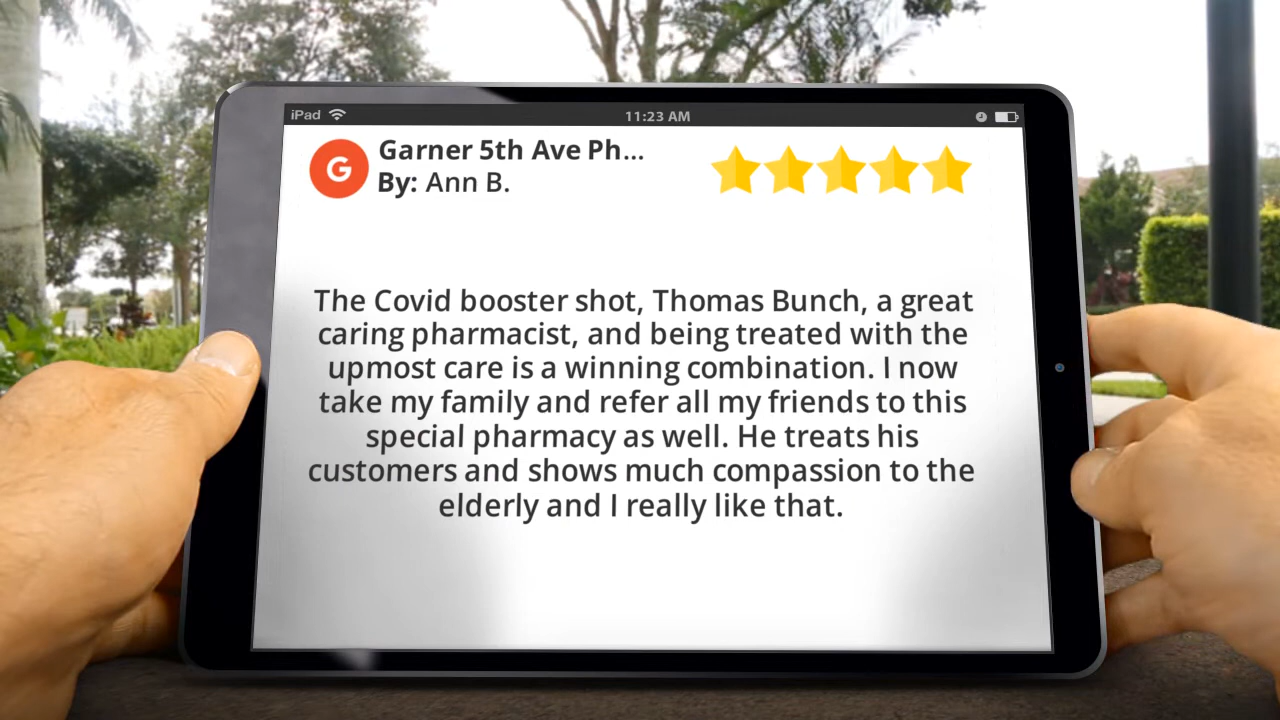 iPad 11:23 AM
G
Garner 5th Ave Ph...
By: Ann B.
The Covid booster shot, Thomas Bunch, a great
caring pharmacist, and being treated with the
upmost care is a winning combination. I now
take my family and refer all my friends to this
special pharmacy as well. He treats his
customers and shows much compassion to the
elderly and I really like that.